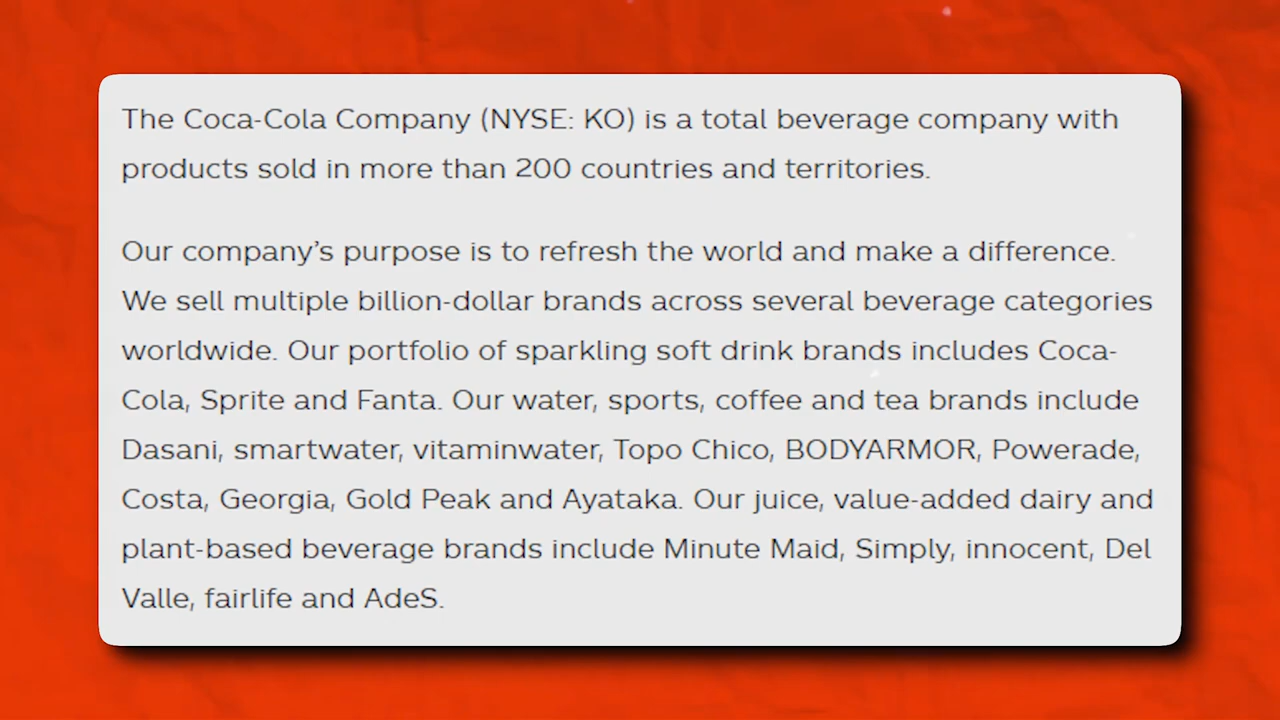 The Coca-Cola Company (NYSE: KO) is a total beverage company with
products sold in more than 200 countries and territories.
Our company’s purpose is to refresh the world and make a difference.
We sell multiple billion-dollar brands across several beverage categories
worldwide. Our portfolio of sparkling soft drink brands includes Coca-
Cola, Sprite and Fanta. Our water, sports, coffee and tea brands include
Dasani, smartwater, vitaminwater, Topo Chico, BODYARMOR, Powerade,
Costa, Georgia, Gold Peak and Ayataka. Our juice, value-added dairy and
plant-based beverage brands include Minute Maid, Simply, innocent, Del
Valle, fairlife and AdeS.